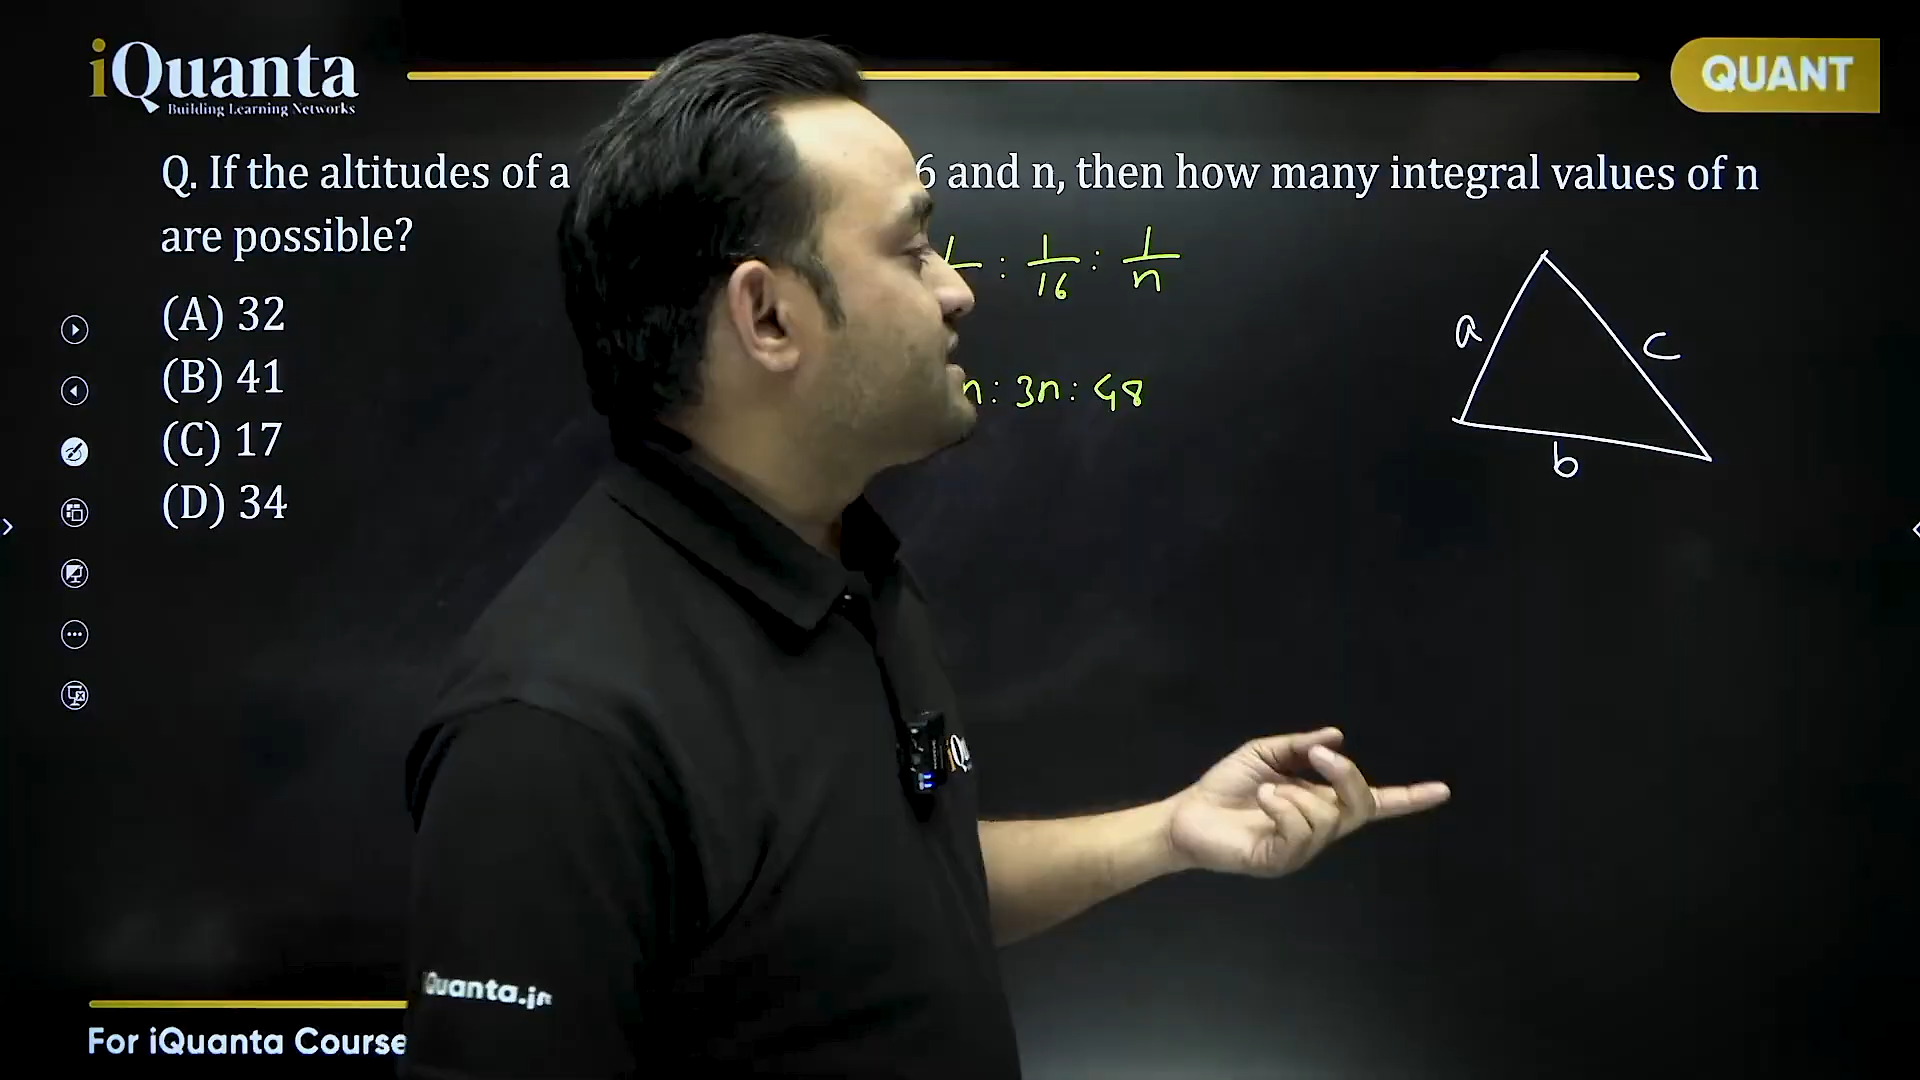 iQuanta
Building Learning Networks
QUANT
Q. If the altitudes of a 6 and n, then how many integral values of n
are possible?
(A) 32
(B) 41
(C) 17
(D) 34
: 1/16 : 1/n
n : 3n : 48
a
b
c
iQuanta.in
For iQuanta Course